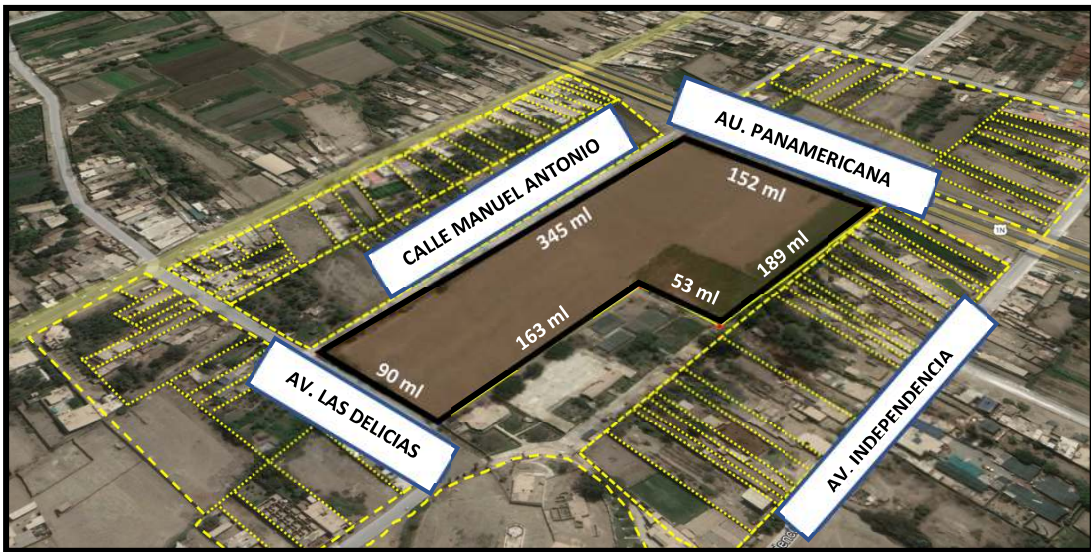 AU. PANAMERICANA
CALLE MANUEL ANTONIO
152 ml
345 ml
1N
189 ml
53 ml
163 ml
90 ml
AV. LAS DELICIAS
AV. INDEPENDENCIA